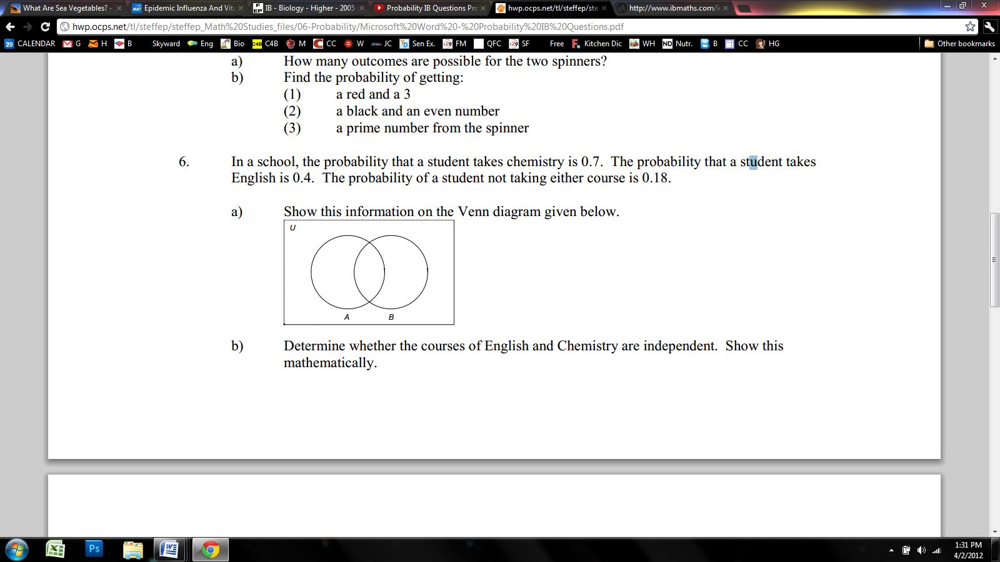 What Are Sea Vegetables? -
Epidemic Influenza And Vita
IB - Biology - Higher - 2005
Probability IB Questions Pro
hwp.ocps.net/tl/steffep/ste
http://www.ibmaths.com/i
hwp.ocps.net/tl/steffep/steffep_Math%20Studies_files/06-Probability/Microsoft%20Word%20-%20Probability%20IB%20Questions.pdf
29 CALENDAR M G H B Skyward Eng Bio C4B C4B M CC W JC YD Sen Ex. i29 FM QFC i29 SF Free F. Kitchen Dic WH ND Nutr. B CC HG Other bookmarks
a) How many outcomes are possible for the two spinners?
b) Find the probability of getting:
(1) a red and a 3
(2) a black and an even number
(3) a prime number from the spinner
6. In a school, the probability that a student takes chemistry is 0.7. The probability that a student takes
English is 0.4. The probability of a student not taking either course is 0.18.
a) Show this information on the Venn diagram given below.
U
A B
b) Determine whether the courses of English and Chemistry are independent. Show this
mathematically.
Ps
1:31 PM
4/2/2012